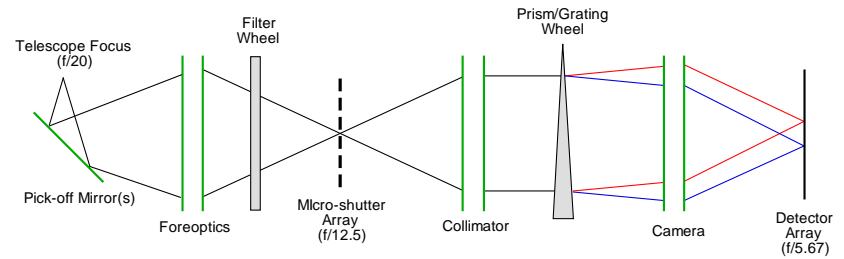 Telescope Focus
(f/20)
Pick-off Mirror(s)
Foreoptics
Filter
Wheel
MIcro-shutter
Array
(f/12.5)
Collimator
Prism/Grating
Wheel
Camera
Detector
Array
(f/5.67)